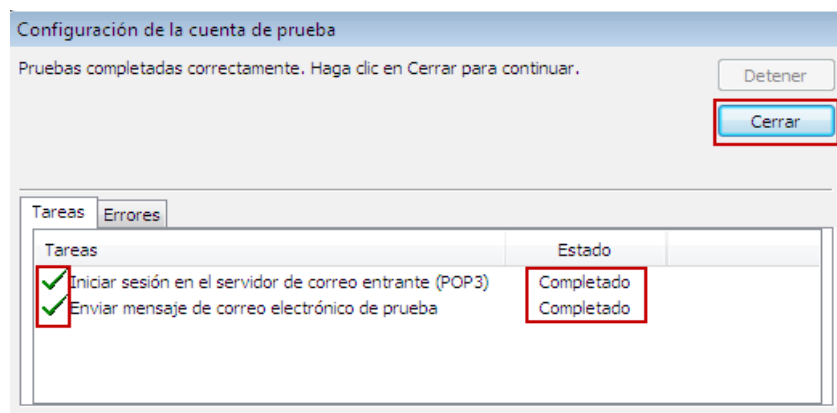 Configuración de la cuenta de prueba
Pruebas completadas correctamente. Haga clic en Cerrar para continuar.
Detener
Cerrar
Tareas Errores
Tareas Estado
Iniciar sesión en el servidor de correo entrante (POP3) Completado
Enviar mensaje de correo electrónico de prueba Completado